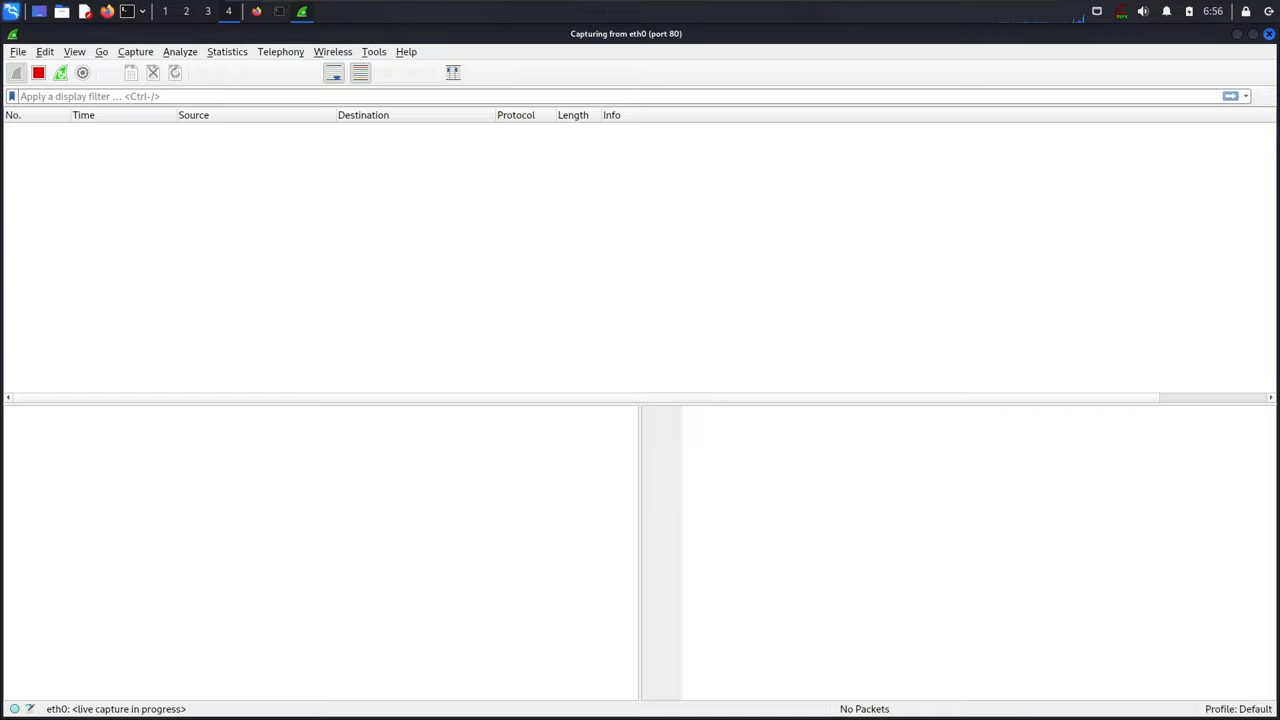 1 2 3 4 6:56
Capturing from eth0 (port 80)
File Edit View Go Capture Analyze Statistics Telephony Wireless Tools Help
Apply a display filter … <Ctrl-/>
No. Time Source Destination Protocol Length Info
eth0: <live capture in progress> No Packets Profile: Default